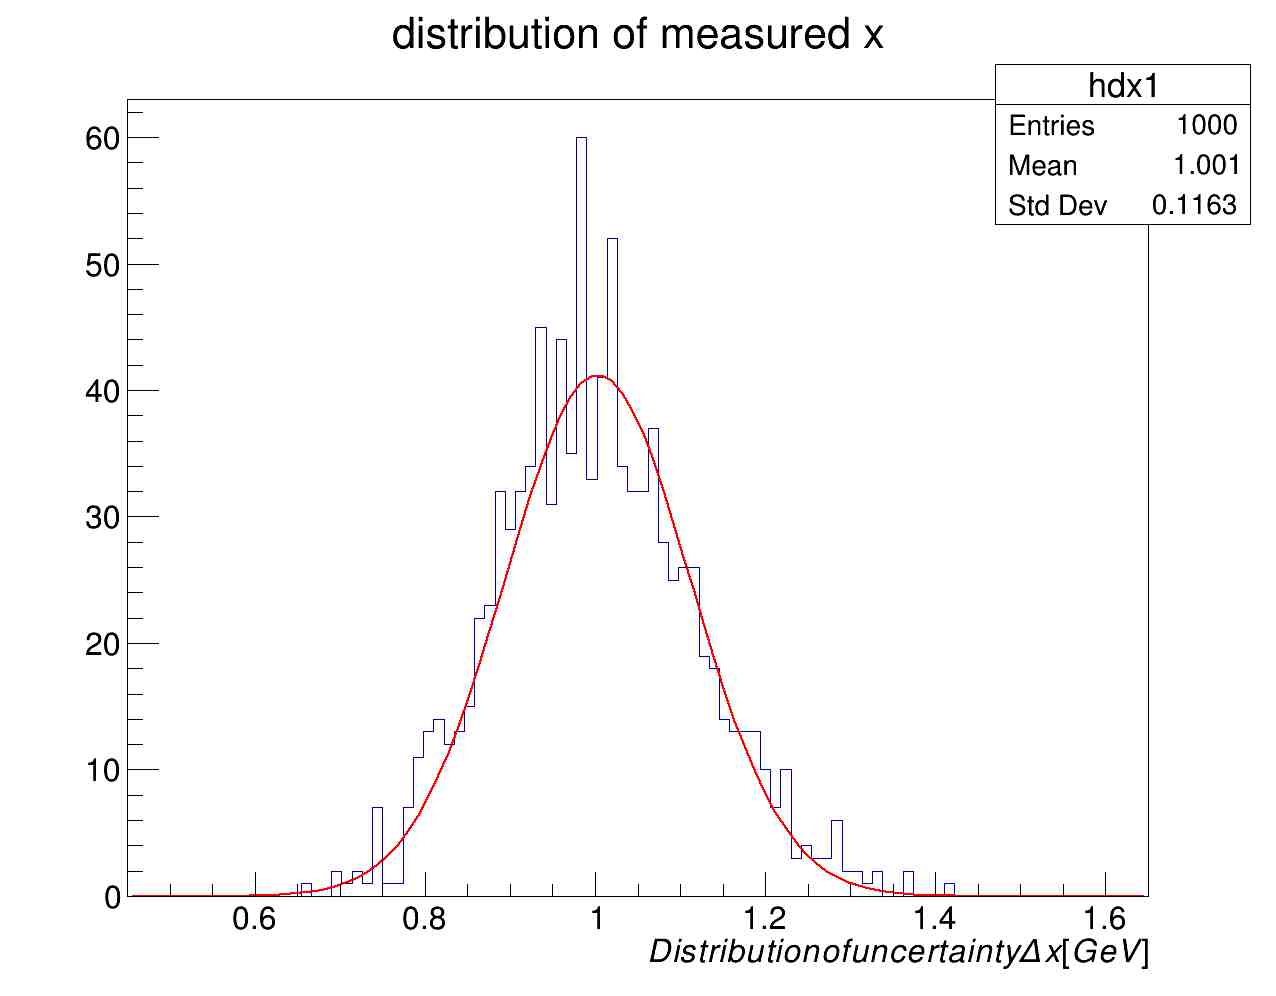 distribution of measured x
hdx1
Entries 1000
Mean 1.001
Std Dev 0.1163
60
50
40
30
20
10
0
0.6 0.8 1 1.2 1.4 1.6
DistributionofuncertaintyΔx[GeV]